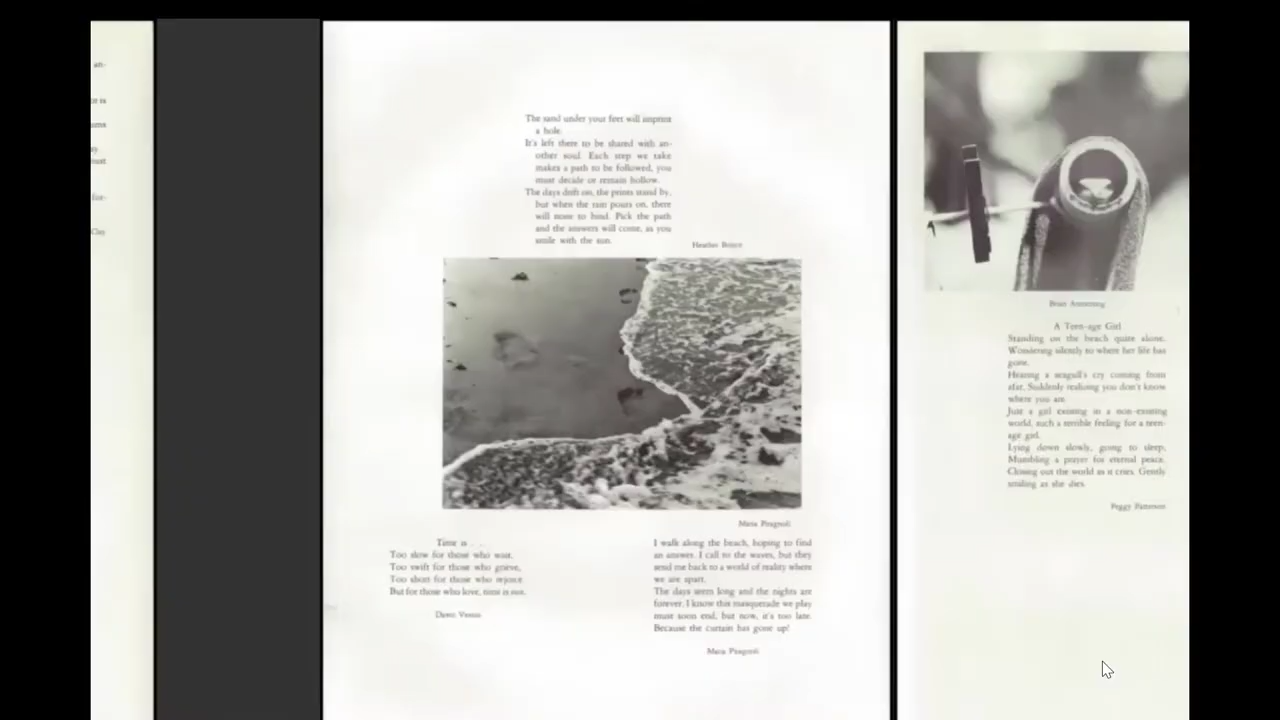 an-
The sand under your feet will imprint
a hole.
It's left there to be shared with an-
other soul. Each step we take
makes a path to be followed, you
must decide or remain hollow.
The days drift on, the prints stand by,
but when the rain pours on, there
will none to bind. Pick the path
and the answers will come, as you
smile with the sun.
Heather
for-
Clay
Time is . . .
Too slow for those who wait,
Too swift for those who grieve,
Too short for those who rejoice
But for those who love, time is not.
Dawn
I walk along the beach, hoping to find
an answer. I call to the waves, but they
send me back to a world of reality where
we are apart.
The days seem long and the nights are
forever. I know this masquerade we play
must soon end, but now, it's too late
Because the curtain has gone up!
Brian Armstrong
A Teen-age Girl
Standing on the beach quite alone.
Wondering silently to where her life has
gone.
Hearing a seagull's cry coming from
afar, Suddenly realizing you don't know
where you are
Just a girl existing in a non-existing
world, such a terrible feeling for a teen-
age girl.
Lying down slowly, going to sleep,
Mumbling a prayer for eternal peace.
Closing out the world as it cries. Gently
smiling as she dies.
Peggy Patterson